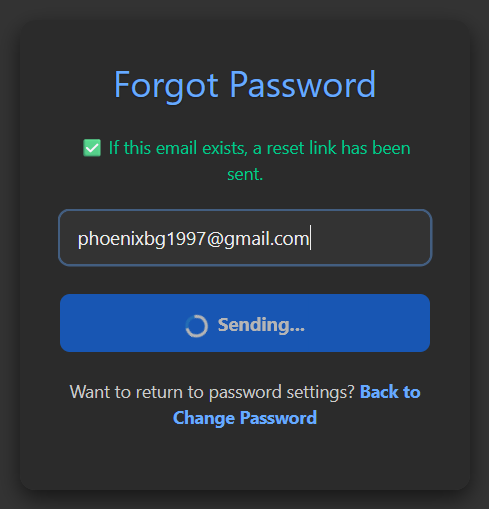 Forgot Password
✅ If this email exists, a reset link has been
sent.
phoenixbg1997@gmail.com
Sending...
Want to return to password settings? Back to
Change Password